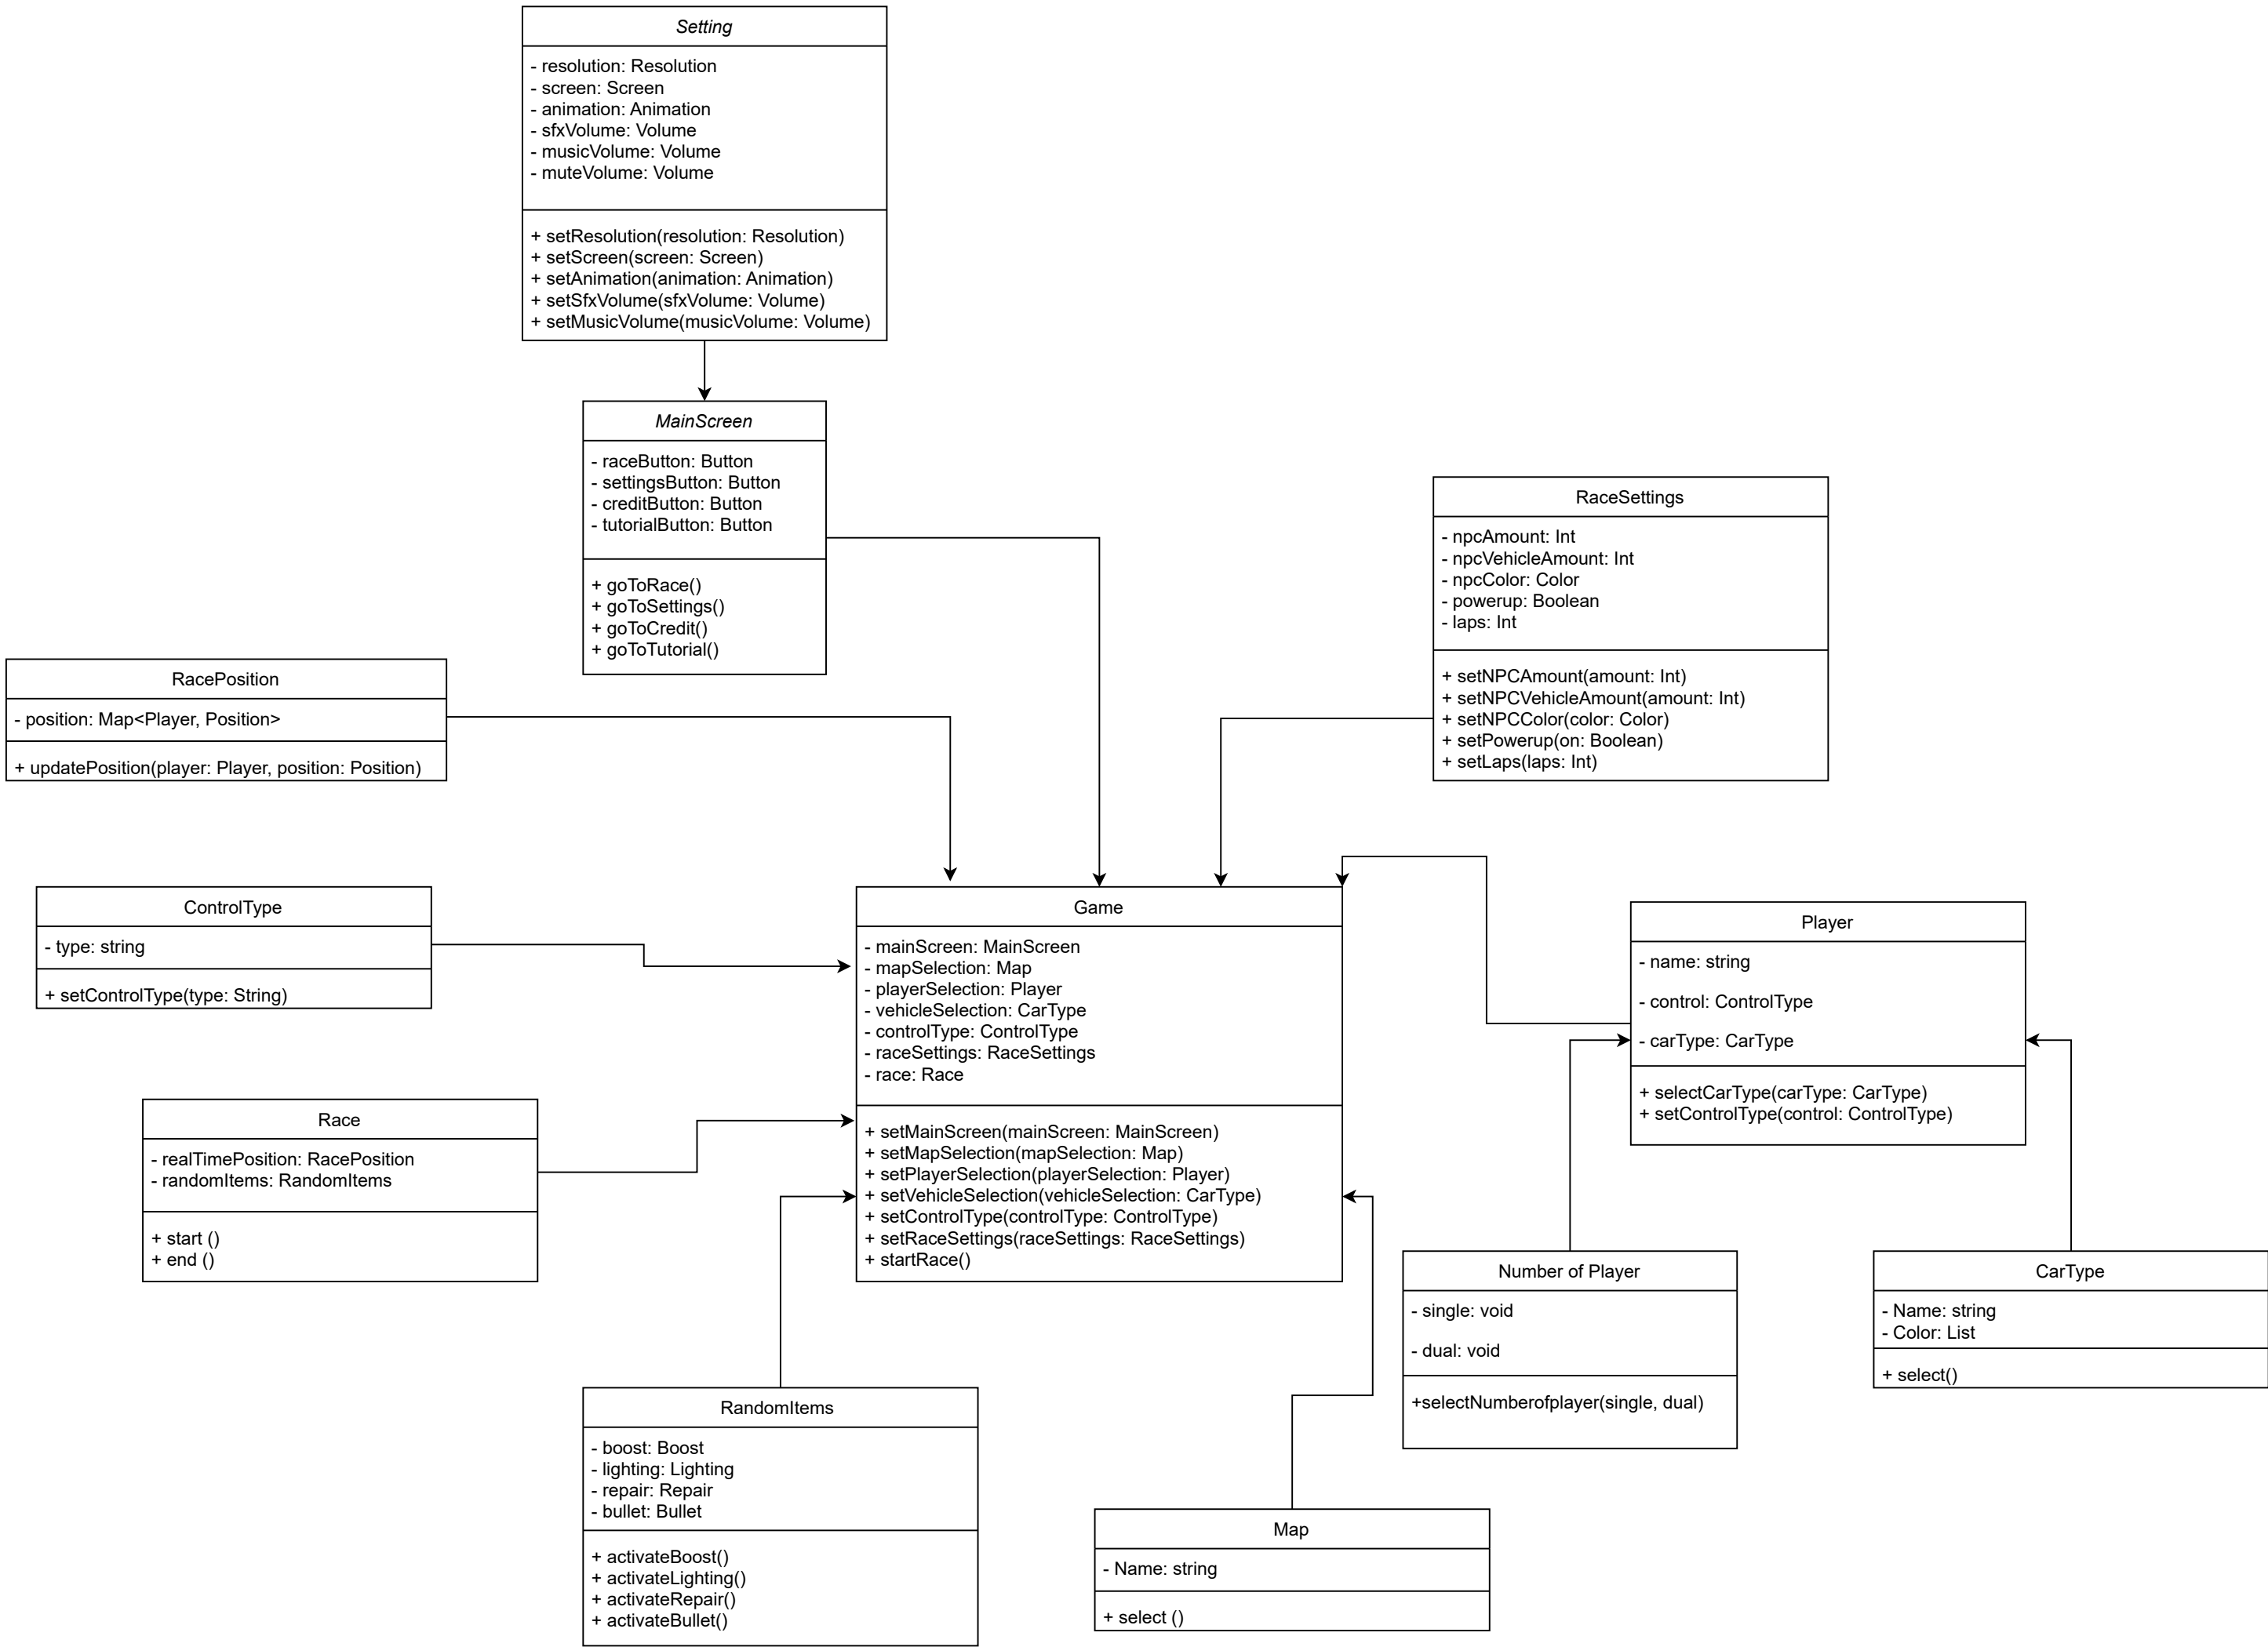 Setting
- resolution: Resolution
- screen: Screen
- animation: Animation
- sfxVolume: Volume
- musicVolume: Volume
- muteVolume: Volume
+ setResolution(resolution: Resolution)
+ setScreen(screen: Screen)
+ setAnimation(animation: Animation)
+ setSfxVolume(sfxVolume: Volume)
+ setMusicVolume(musicVolume: Volume)
MainScreen
- raceButton: Button
- settingsButton: Button
- creditButton: Button
- tutorialButton: Button
+ goToRace()
+ goToSettings()
+ goToCredit()
+ goToTutorial()
RaceSettings
- npcAmount: Int
- npcVehicleAmount: Int
- npcColor: Color
- powerup: Boolean
- laps: Int
+ setNPCAmount(amount: Int)
+ setNPCVehicleAmount(amount: Int)
+ setNPCColor(color: Color)
+ setPowerup(on: Boolean)
+ setLaps(laps: Int)
RacePosition
- position: Map<Player, Position>
+ updatePosition(player: Player, position: Position)
ControlType
- type: string
+ setControlType(type: String)
Game
- mainScreen: MainScreen
- mapSelection: Map
- playerSelection: Player
- vehicleSelection: CarType
- controlType: ControlType
- raceSettings: RaceSettings
- race: Race
+ setMainScreen(mainScreen: MainScreen)
+ setMapSelection(mapSelection: Map)
+ setPlayerSelection(playerSelection: Player)
+ setVehicleSelection(vehicleSelection: CarType)
+ setControlType(controlType: ControlType)
+ setRaceSettings(raceSettings: RaceSettings)
+ startRace()
Player
- name: string
- control: ControlType
- carType: CarType
+ selectCarType(carType: CarType)
+ setControlType(control: ControlType)
Race
- realTimePosition: RacePosition
- randomItems: RandomItems
+ start ()
+ end ()
Number of Player
- single: void
- dual: void
+selectNumberofplayer(single, dual)
CarType
- Name: string
- Color: List
+ select()
RandomItems
- boost: Boost
- lighting: Lighting
- repair: Repair
- bullet: Bullet
+ activateBoost()
+ activateLighting()
+ activateRepair()
+ activateBullet()
Map
- Name: string
+ select ()